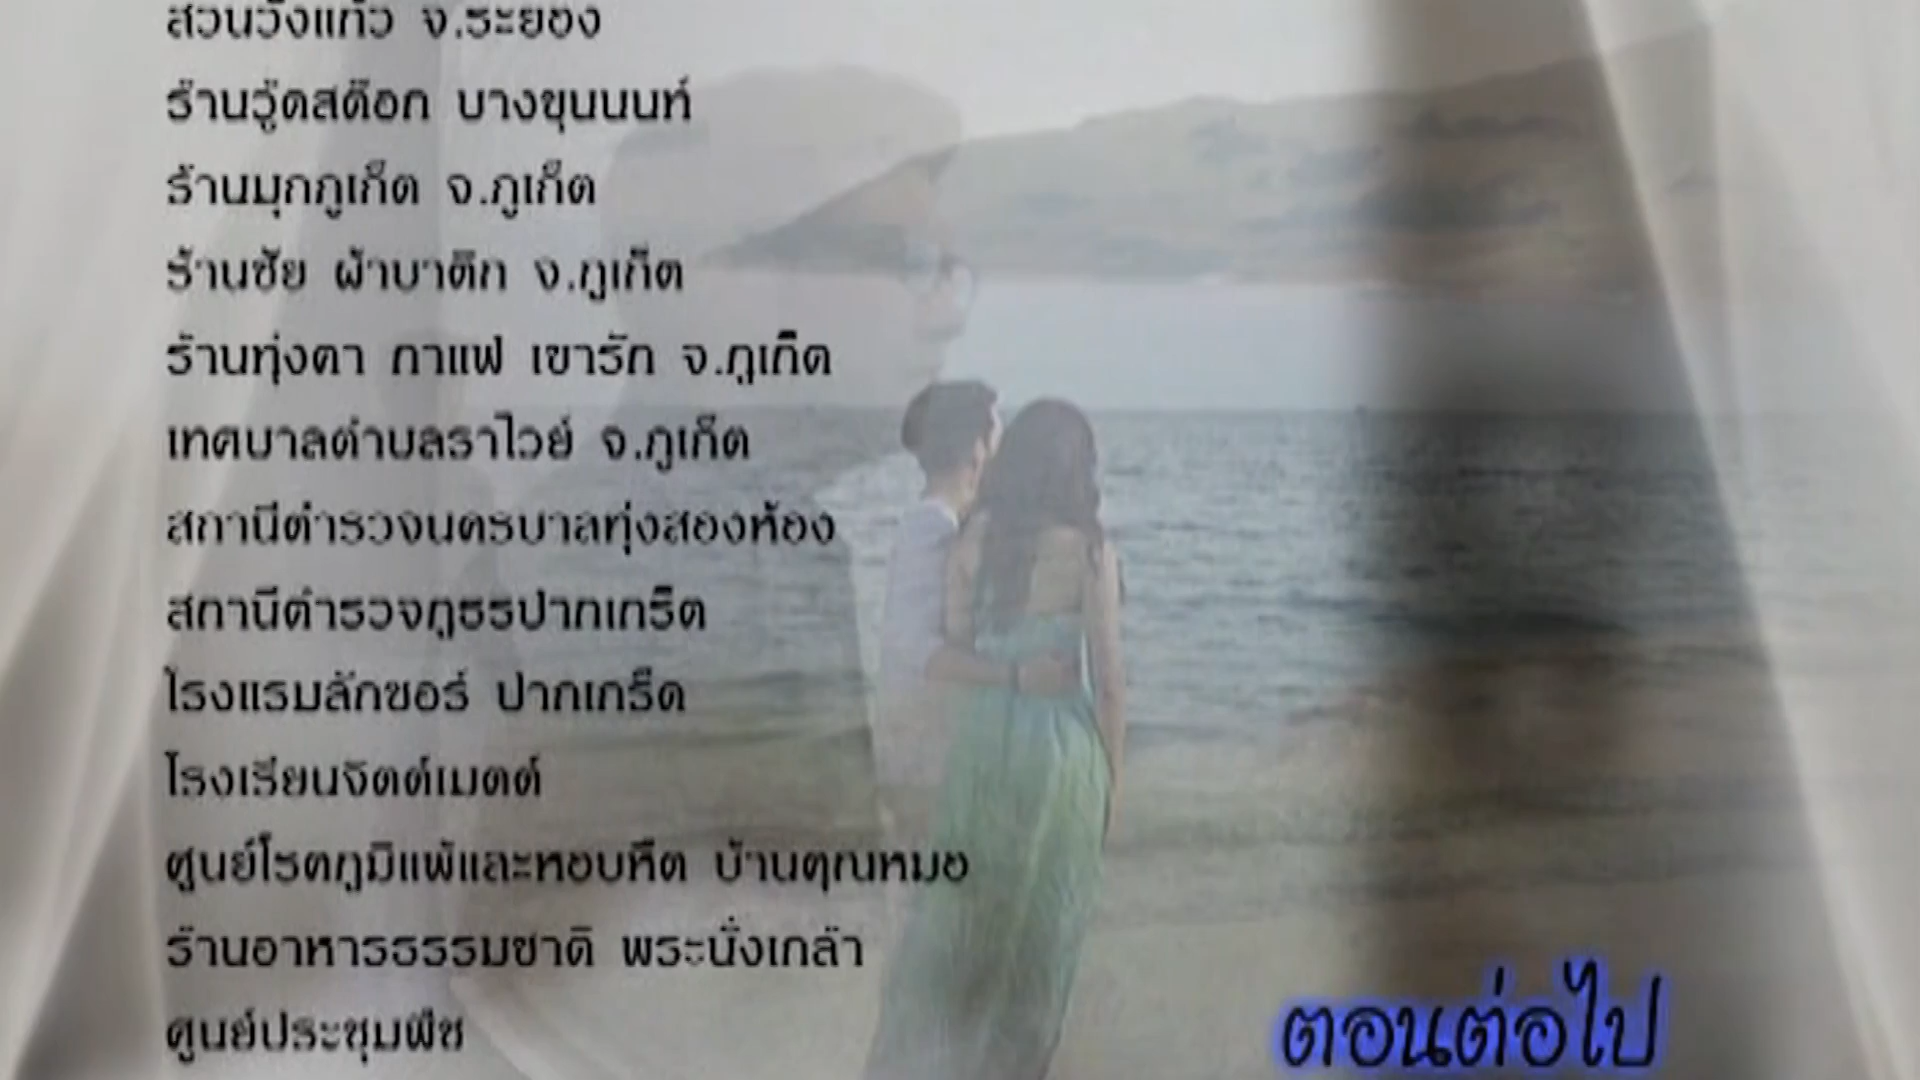 สวนวังแก้ว จ.ระยอง
ร้านวู้ดสต๊อก บางขุนนนท์
ร้านมุกภูเก็ต จ.ภูเก็ต
ร้านชัย ผ้าบาติก จ.ภูเก็ต
ร้านทุ่งคา กาแฟ เขารัก จ.ภูเก็ต
เทศบาลตำบลราไวย์ จ.ภูเก็ต
สถานีตำรวจนครบาลทุ่งสองห้อง
สถานีตำรวจภูธรปากเกร็ด
โรงแรมลักซอร์ ปากเกร็ด
โรงเรียนจิตต์เมตต์
ศูนย์โรคภูมิแพ้และหอบหืด บ้านคุณหมอ
ร้านอาหารธรรมชาติ พระนั่งเกล้า
ศูนย์ประชุมพืช
ตอนต่อไป